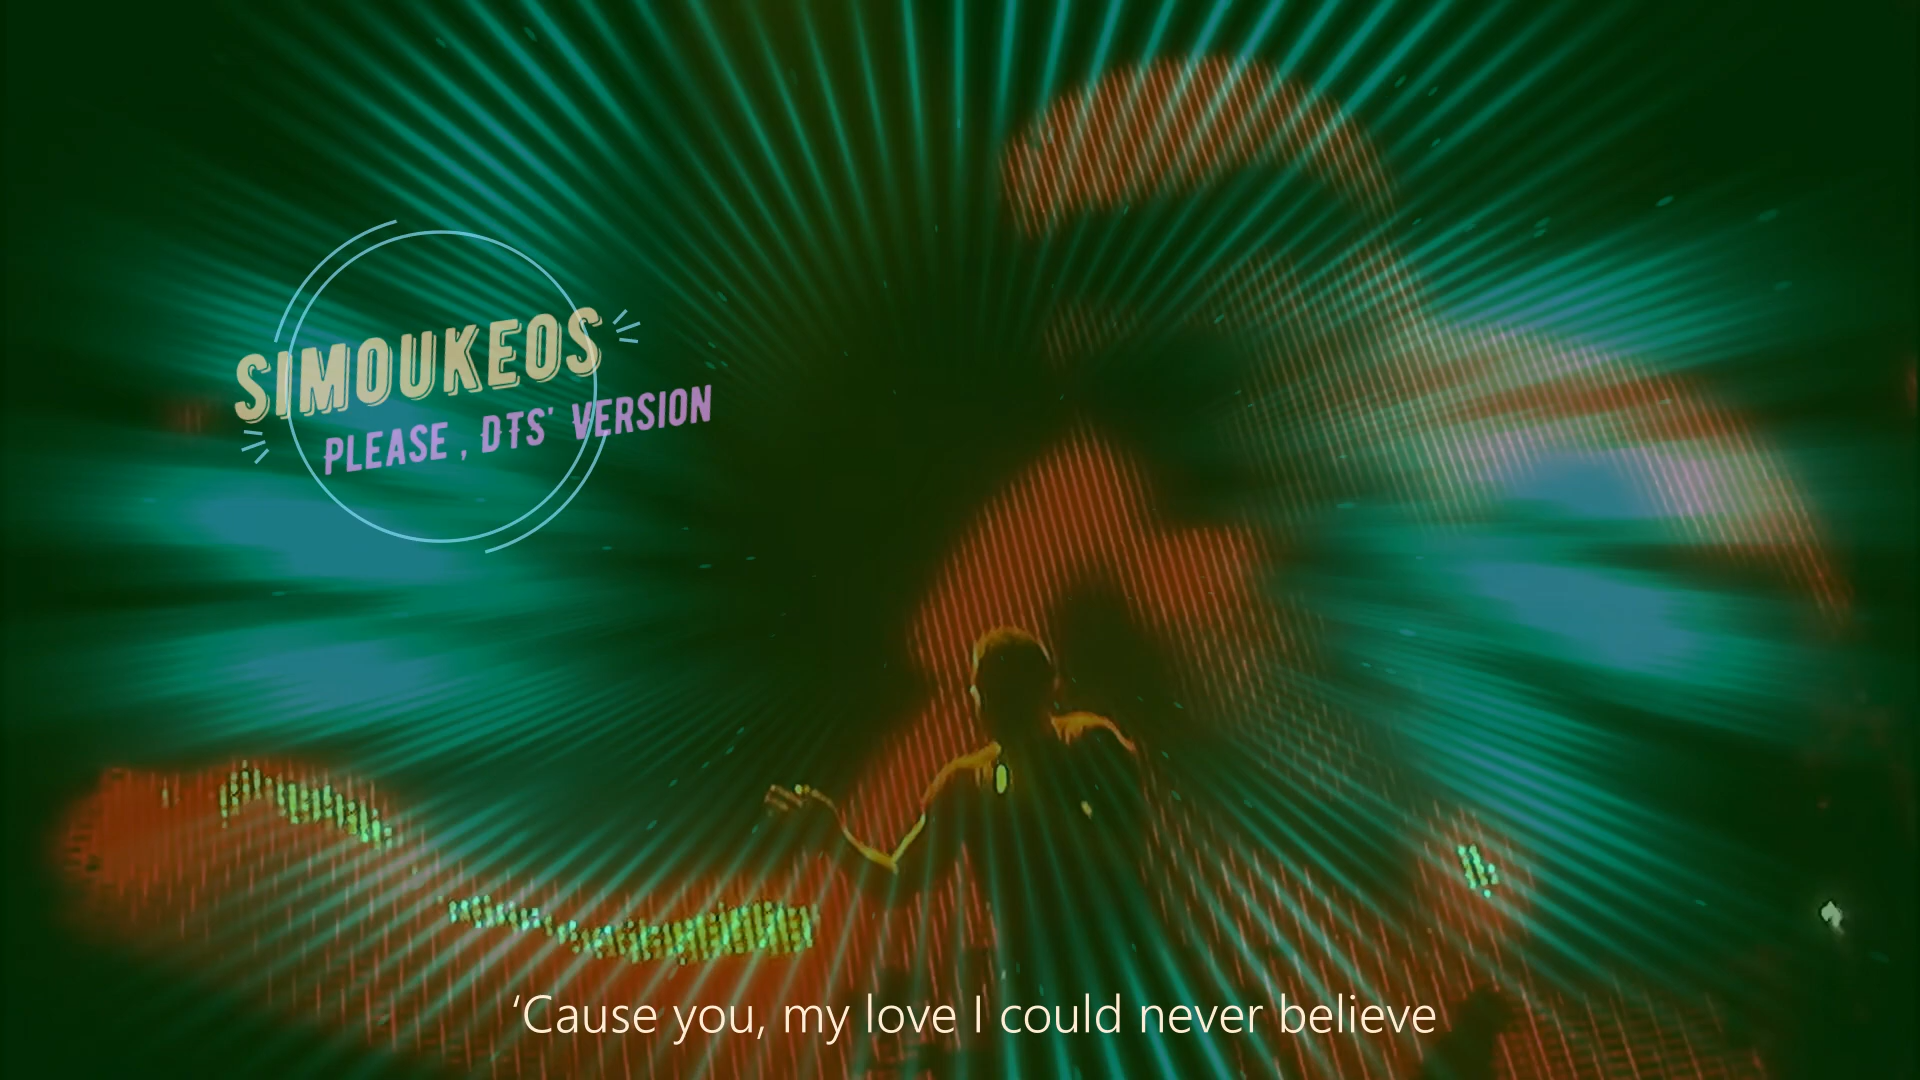 SIMOUKEOS
PLEASE , DTS' VERSION
‘Cause you, my love I could never believe